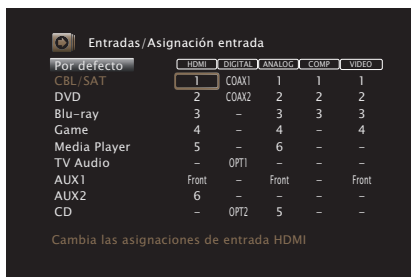 Entradas/Asignación entrada
Por defecto HDMI DIGITAL ANALOG COMP VIDEO
CBL/SAT 1 COAX1 1 1 1
DVD 2 COAX2 2 2 2
Blu-ray 3 – 3 3 3
Game 4 – 4 – 4
Media Player 5 – 6 – –
TV Audio – OPT1 – – –
AUX1 Front – Front – Front
AUX2 6 – – – –
CD – OPT2 5 – –
Cambia las asignaciones de entrada HDMI